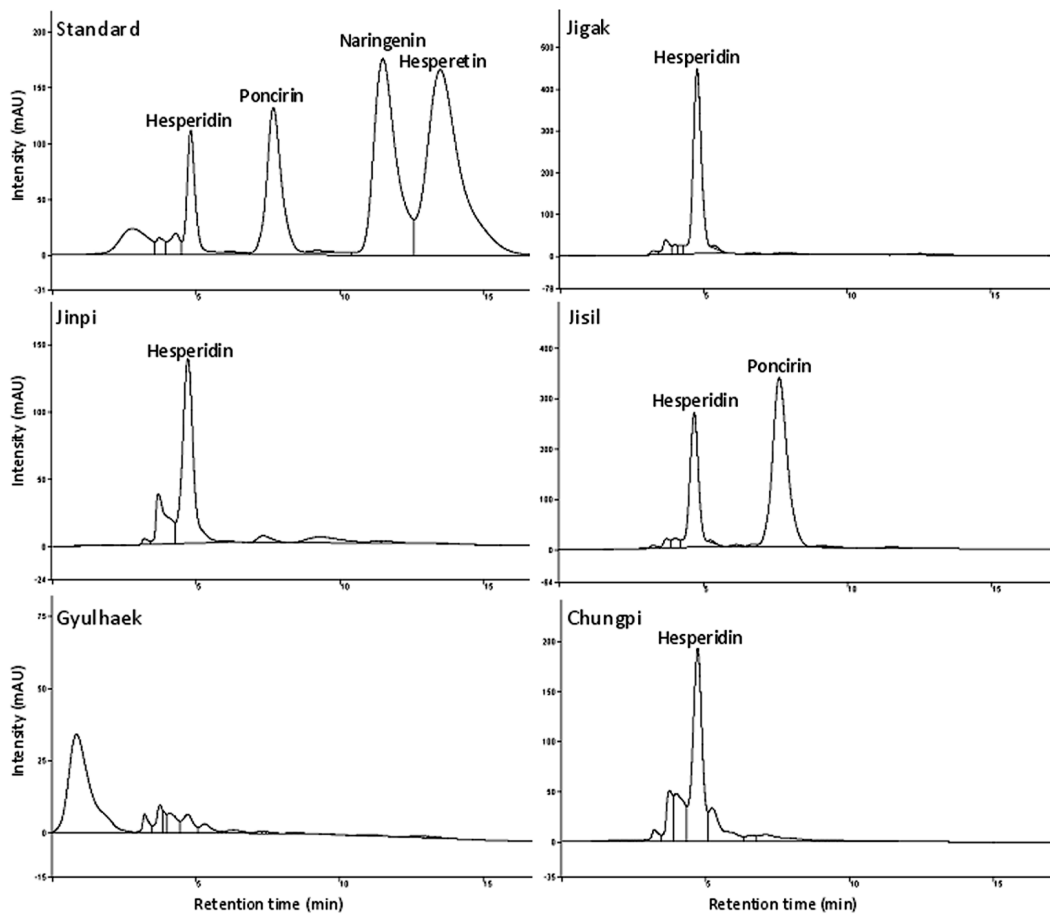 Standard
Naringenin
Hesperetin
Poncirin
Hesperidin
Intensity (mAU)
200
150
100
50
0
-31
5
10
15
Jigak
Hesperidin
500
400
300
200
100
0
-78
5
10
15
Jinpi
Hesperidin
Intensity (mAU)
150
100
50
0
-24
5
10
15
Jisil
Poncirin
Hesperidin
400
300
200
100
0
-64
5
10
15
Gyulhaek
Intensity (mAU)
75
50
25
0
-15
5
10
15
Retention time (min)
Chungpi
Hesperidin
200
150
100
50
0
-35
5
10
15
Retention time (min)